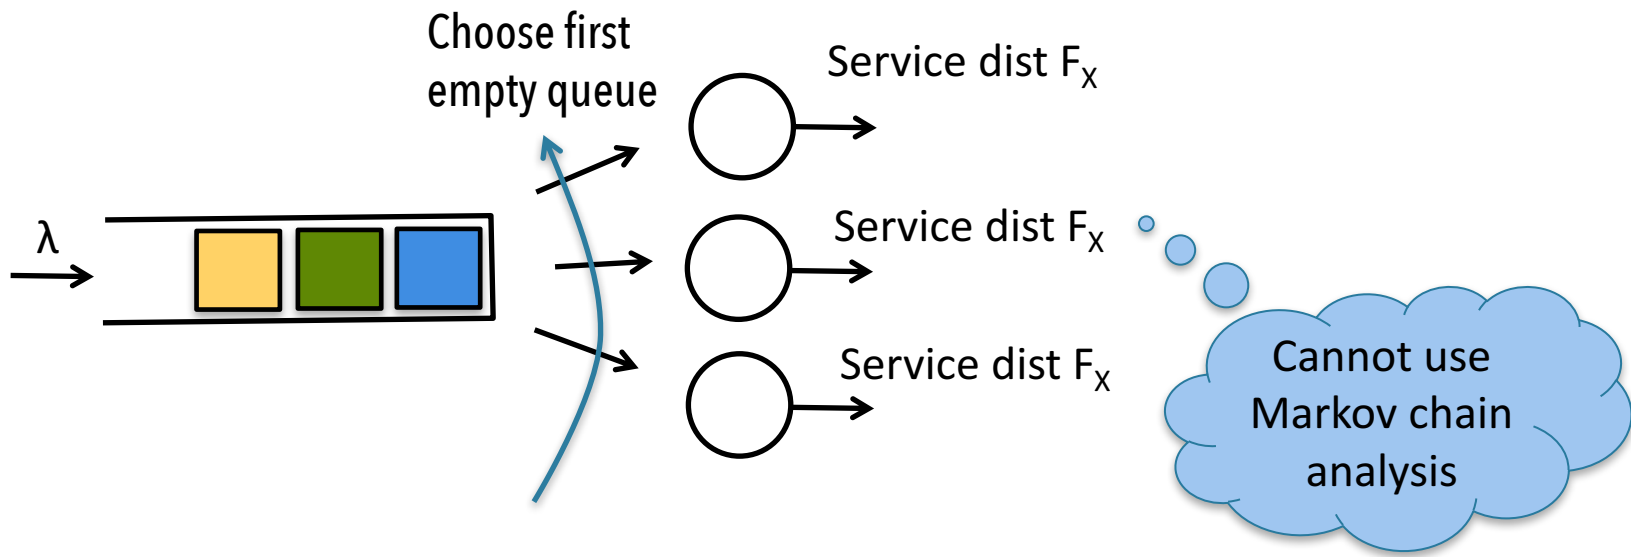 Choose first
empty queue
Service dist Fₓ
λ
Service dist Fₓ
Service dist Fₓ
Cannot use
Markov chain
analysis